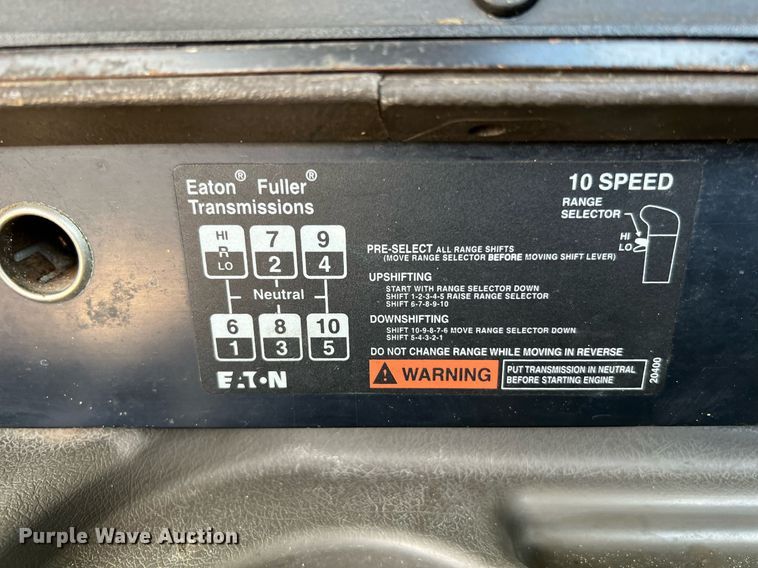 Eaton® Fuller®
Transmissions
10 SPEED
RANGE
SELECTOR
HI
LO
HI
R
LO
7
2
9
4
Neutral
6
1
8
3
10
5
EATON
PRE-SELECT ALL RANGE SHIFTS
(MOVE RANGE SELECTOR BEFORE MOVING SHIFT LEVER)
UPSHIFTING
START WITH RANGE SELECTOR DOWN
SHIFT 1-2-3-4-5 RAISE RANGE SELECTOR
SHIFT 6-7-8-9-10
DOWNSHIFTING
SHIFT 10-9-8-7-6 MOVE RANGE SELECTOR DOWN
SHIFT 5-4-3-2-1
DO NOT CHANGE RANGE WHILE MOVING IN REVERSE
WARNING
PUT TRANSMISSION IN NEUTRAL
BEFORE STARTING ENGINE
20400
Purple Wave Auction